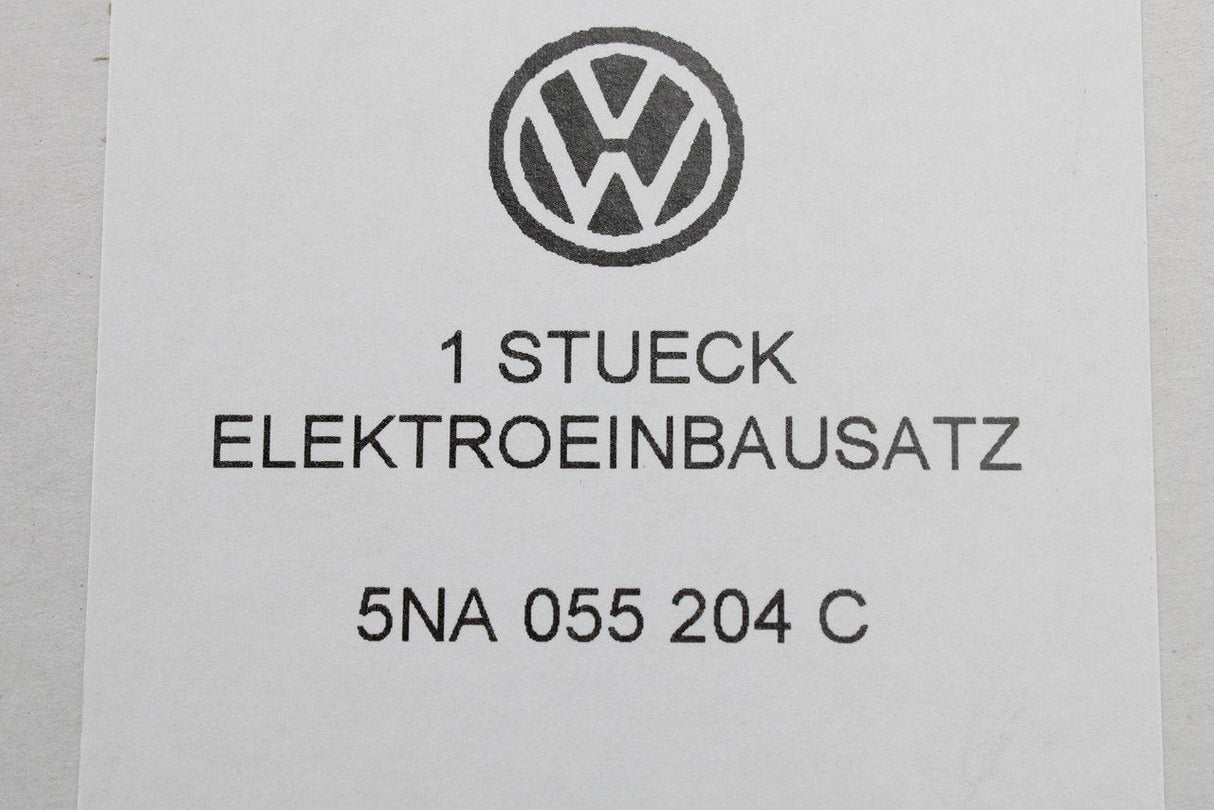 1 STUECK
ELEKTROEINBAUSATZ
5NA 055 204 C